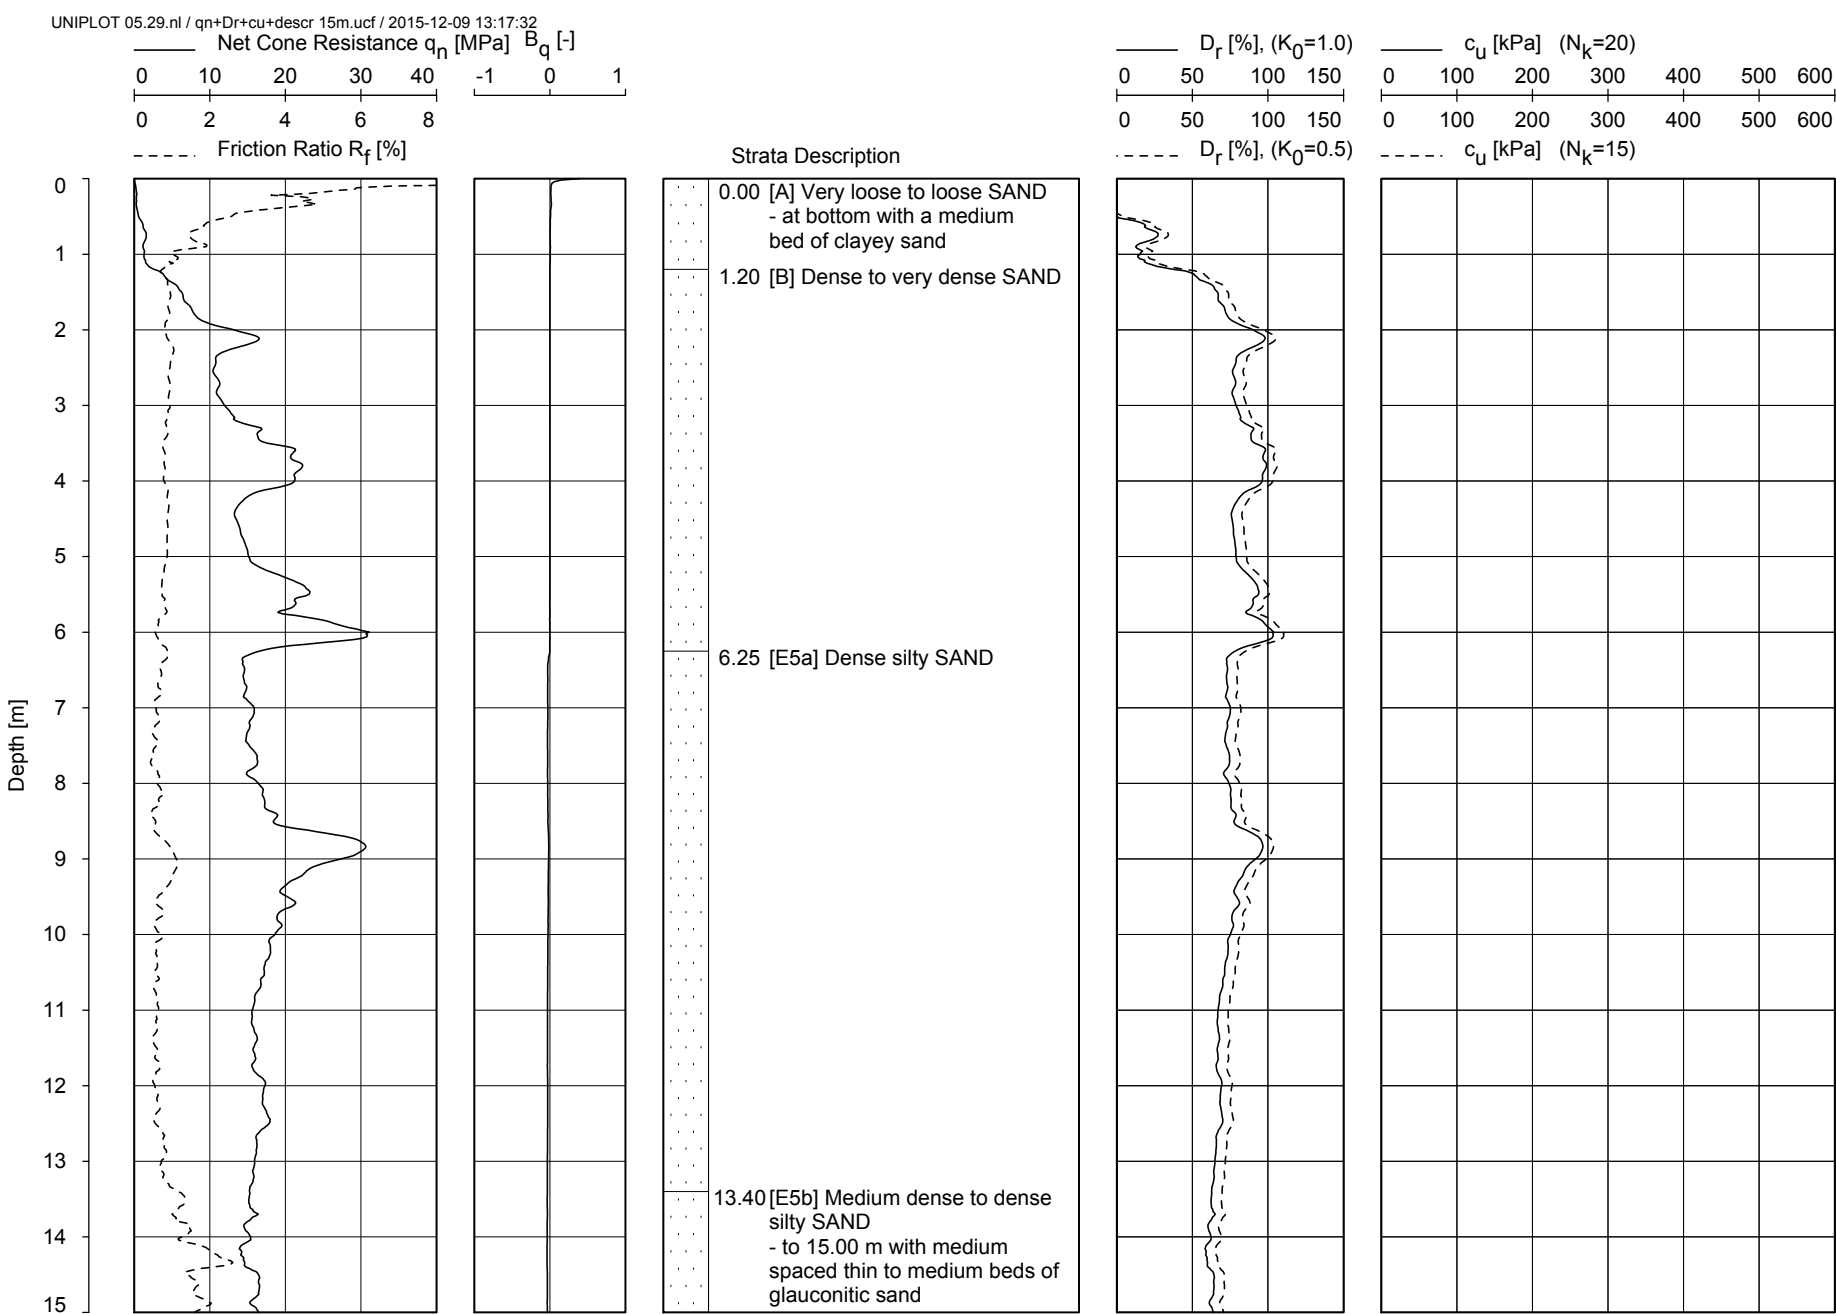 UNIPLOT 05.29.nl / qn+Dr+cu+descr 15m.ucf / 2015-12-09 13:17:32
Net Cone Resistance qn [MPa] Bq [-]
Dr [%], (K0=1.0)
cu [kPa] (Nk=20)
0 10 20 30 40
-1 0 1
0 50 100 150
0 100 200 300 400 500 600
0 2 4 6 8
0 50 100 150
0 100 200 300 400 500 600
Friction Ratio Rf [%]
Strata Description
Dr [%], (K0=0.5)
cu [kPa] (Nk=15)
Depth [m]
0
1
2
3
4
5
6
7
8
9
10
11
12
13
14
15
0.00 [A] Very loose to loose SAND
- at bottom with a medium
bed of clayey sand
1.20 [B] Dense to very dense SAND
6.25 [E5a] Dense silty SAND
13.40 [E5b] Medium dense to dense
silty SAND
- to 15.00 m with medium
spaced thin to medium beds of
glauconitic sand